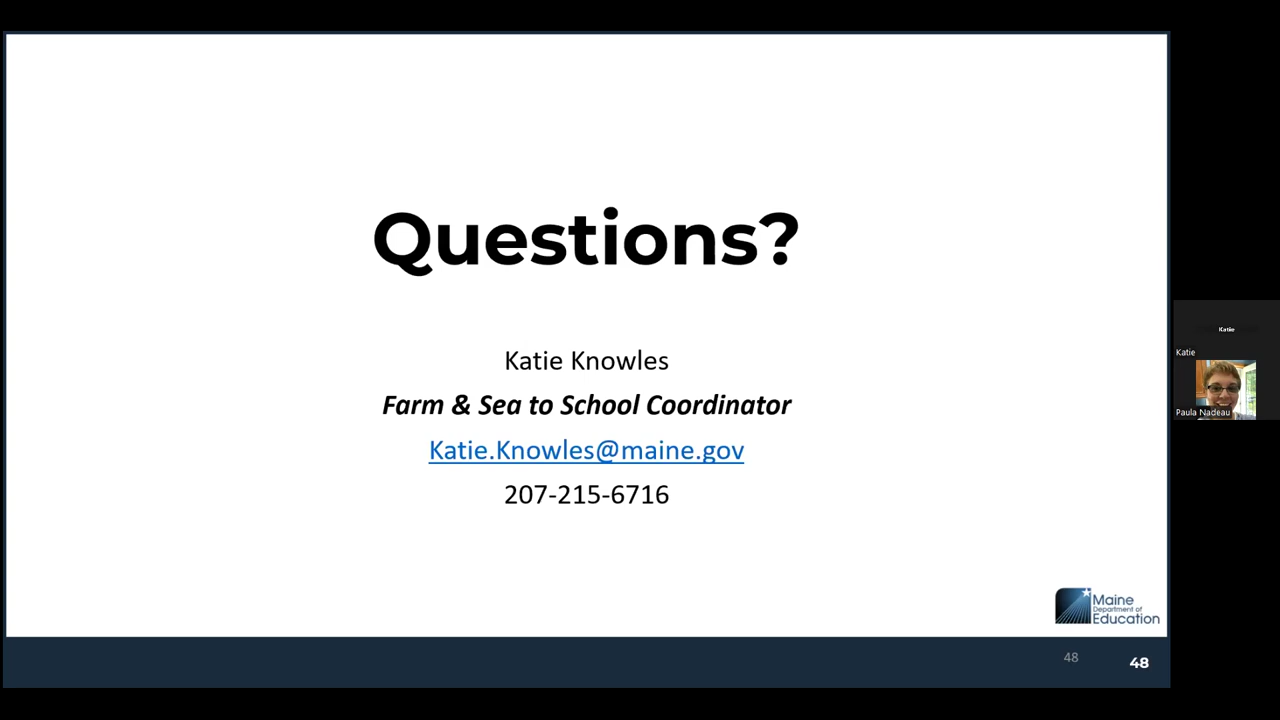 Questions?
Katie Knowles
Farm & Sea to School Coordinator
Katie.Knowles@maine.gov
207-215-6716
Maine
Department of
Education
48
48
Katie
Katie
Paula Nadeau